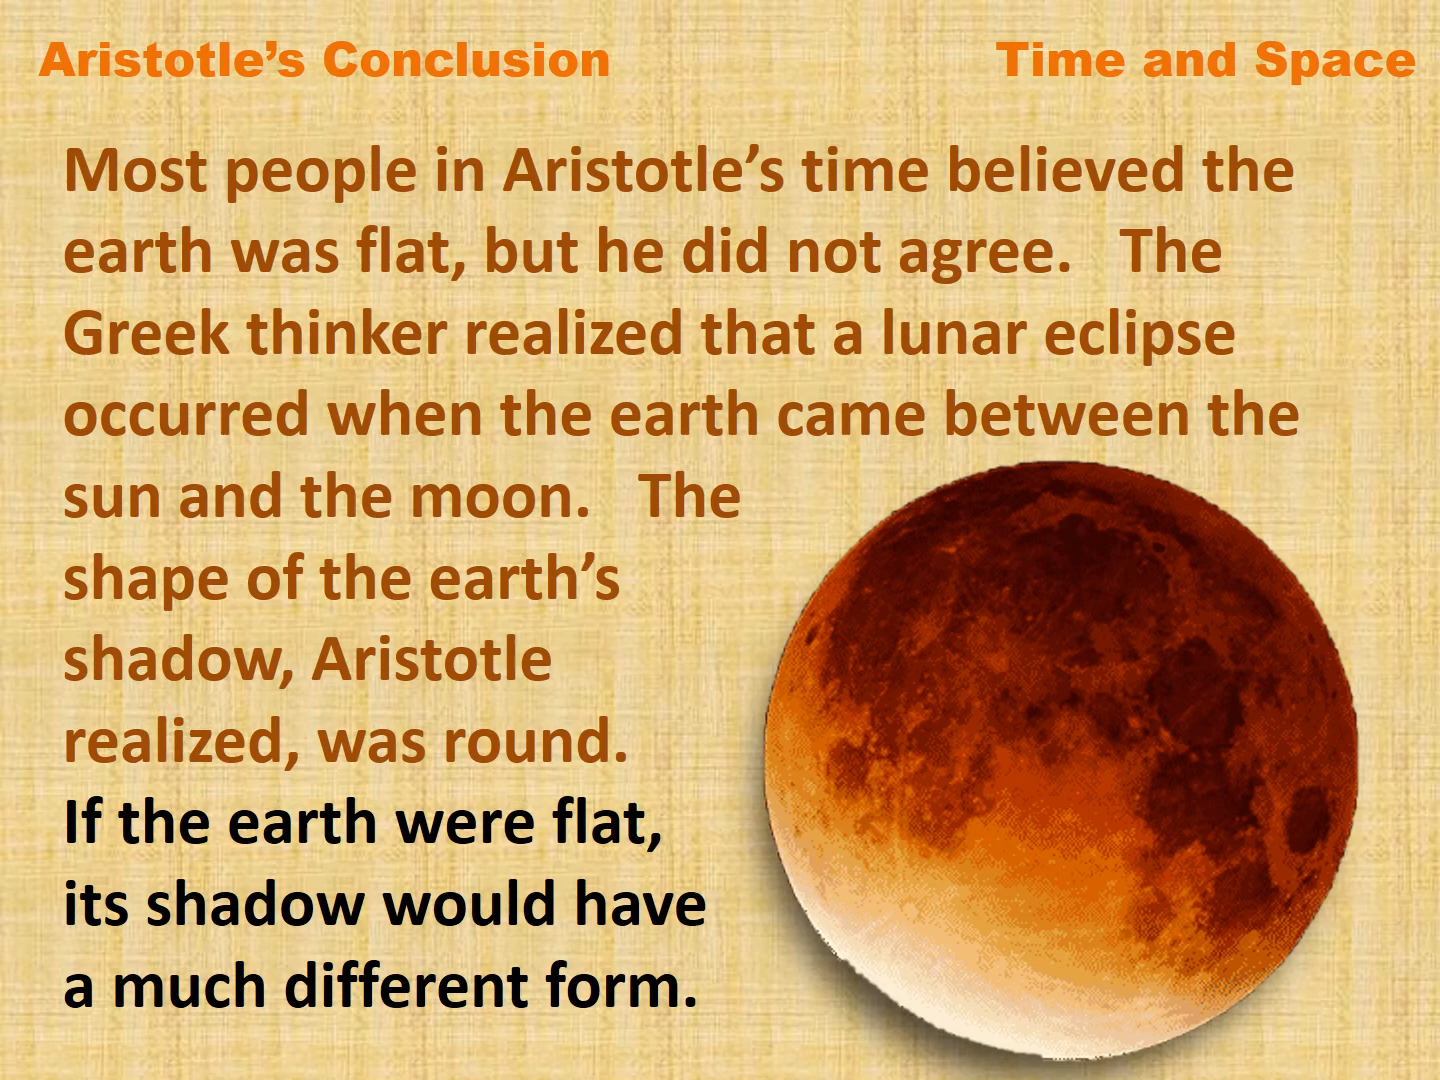 Aristotle’s Conclusion Time and Space
Most people in Aristotle’s time believed the
earth was flat, but he did not agree. The
Greek thinker realized that a lunar eclipse
occurred when the earth came between the
sun and the moon. The
shape of the earth’s
shadow, Aristotle
realized, was round.
If the earth were flat,
its shadow would have
a much different form.